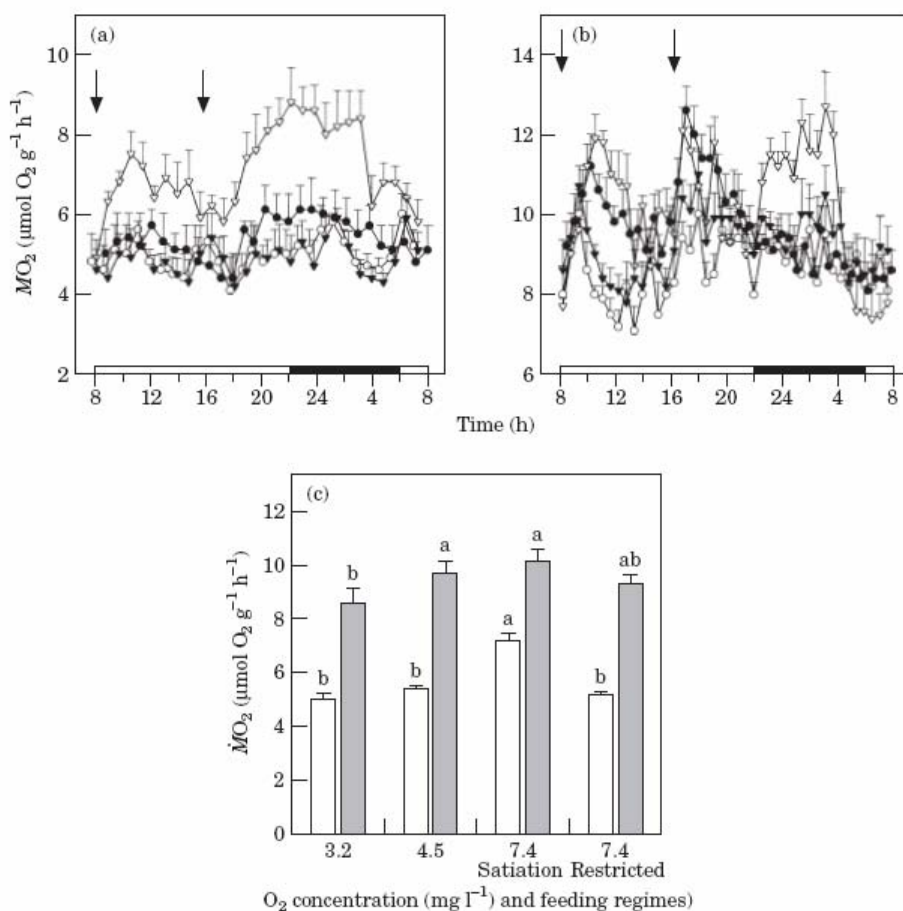 (a)
(b)
10
8
6
4
2
14
12
10
8
6
MO₂ (μmol O₂ g⁻¹ h⁻¹)
8 12 16 20 24 4 8
8 12 16 20 24 4 8
Time (h)
(c)
12
10
8
6
4
2
0
ṀO₂ (μmol O₂ g⁻¹ h⁻¹)
b b b a a a b ab
3.2 4.5 7.4 7.4
Satiation Restricted
O₂ concentration (mg l⁻¹) and feeding regimes)